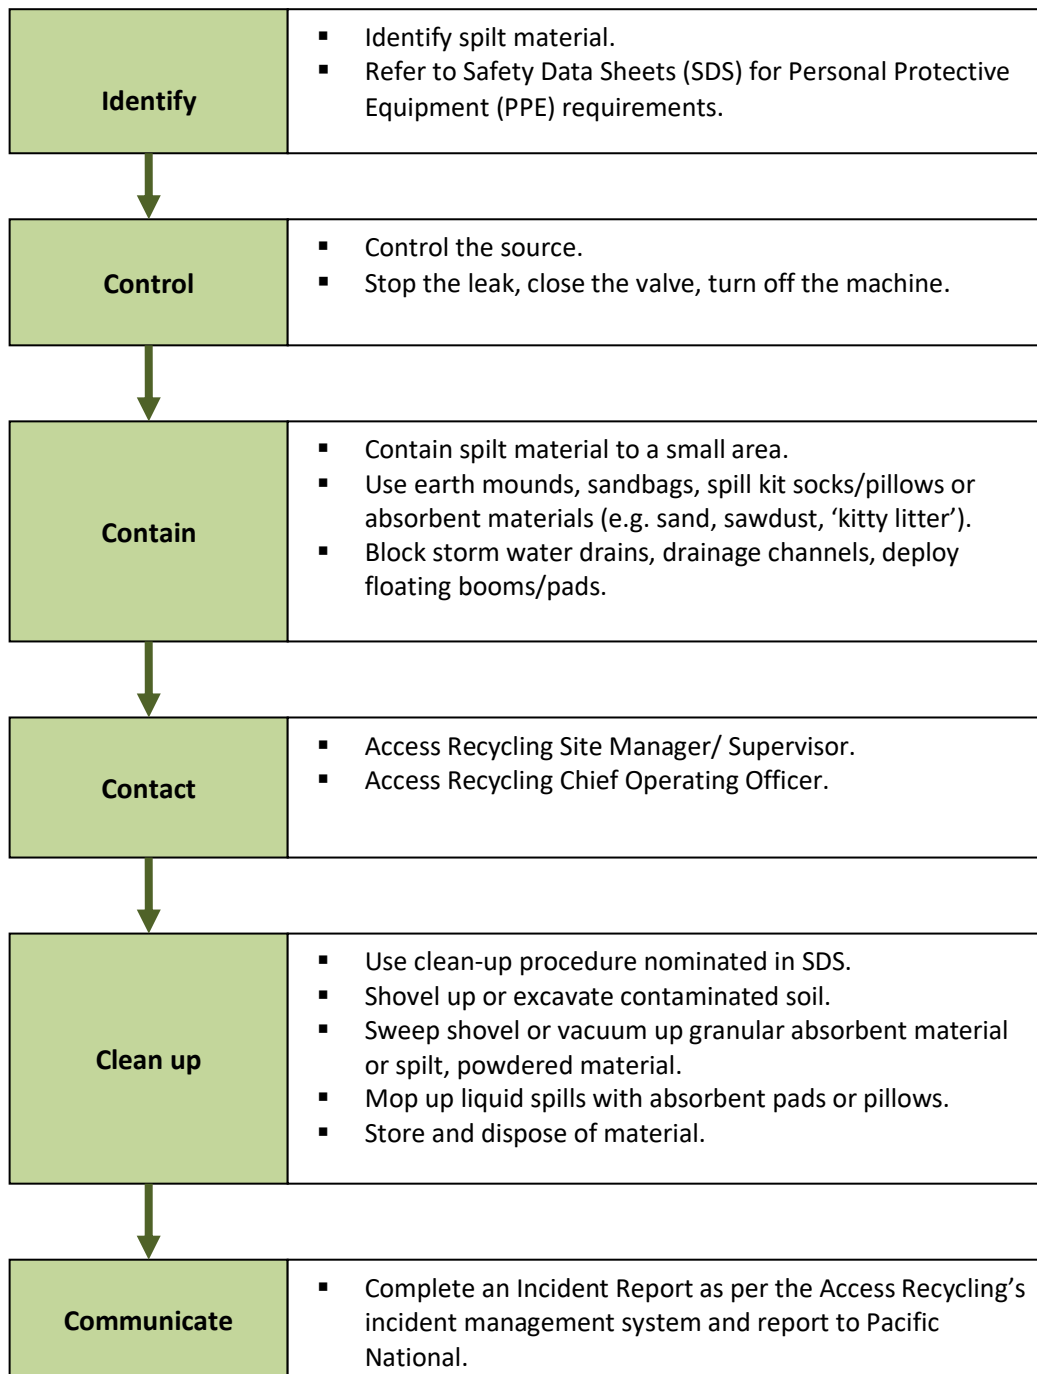 Identify
▪ Identify spilt material.
▪ Refer to Safety Data Sheets (SDS) for Personal Protective
Equipment (PPE) requirements.
Control
▪ Control the source.
▪ Stop the leak, close the valve, turn off the machine.
Contain
▪ Contain spilt material to a small area.
▪ Use earth mounds, sandbags, spill kit socks/pillows or
absorbent materials (e.g. sand, sawdust, ‘kitty litter’).
▪ Block storm water drains, drainage channels, deploy
floating booms/pads.
Contact
▪ Access Recycling Site Manager/ Supervisor.
▪ Access Recycling Chief Operating Officer.
Clean up
▪ Use clean-up procedure nominated in SDS.
▪ Shovel up or excavate contaminated soil.
▪ Sweep shovel or vacuum up granular absorbent material
or spilt, powdered material.
▪ Mop up liquid spills with absorbent pads or pillows.
▪ Store and dispose of material.
Communicate
▪ Complete an Incident Report as per the Access Recycling’s
incident management system and report to Pacific
National.